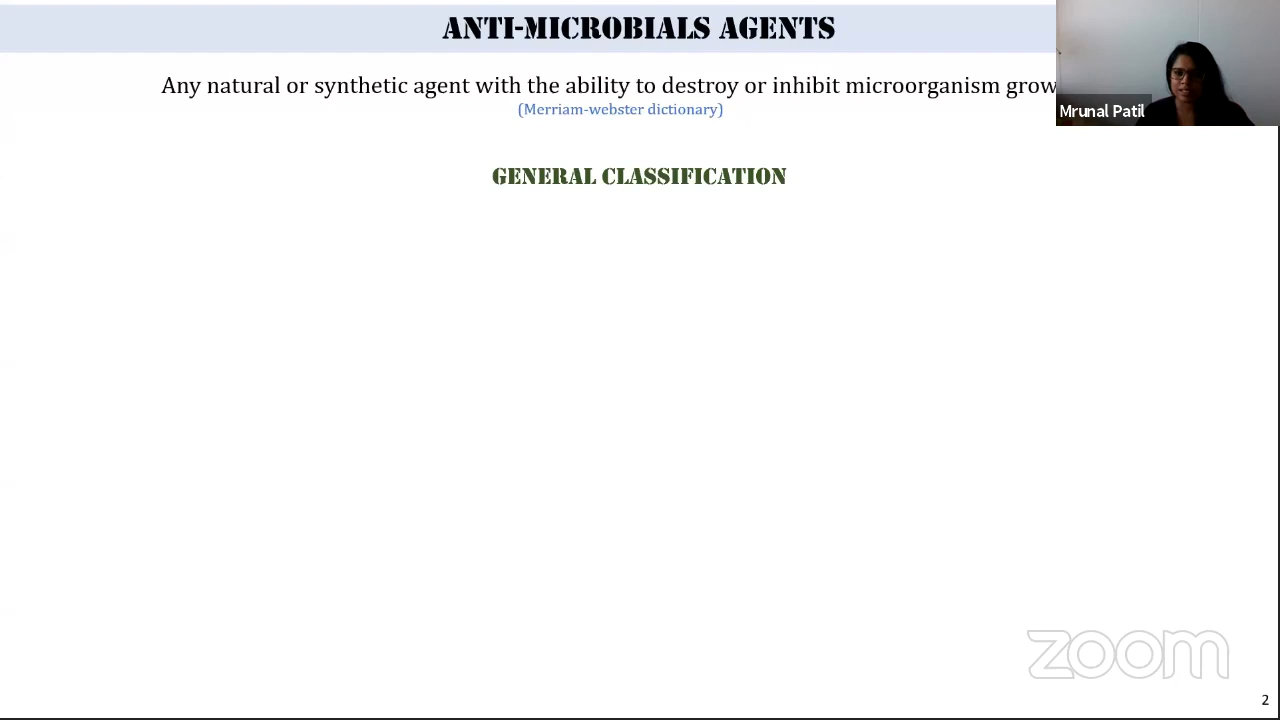 ANTI-MICROBIALS AGENTS
Any natural or synthetic agent with the ability to destroy or inhibit microorganism grow
(Merriam-webster dictionary)
Mrunal Patil
GENERAL CLASSIFICATION
zoom
2